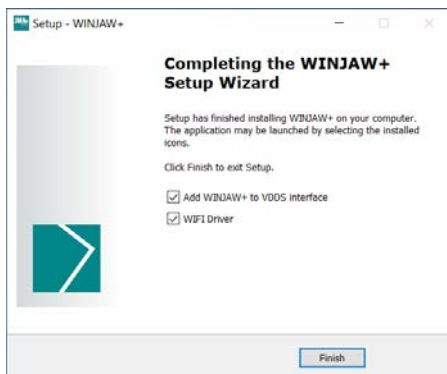 Setup - WINJAW+
Completing the WINJAW+
Setup Wizard
Setup has finished installing WINJAW+ on your computer.
The application may be launched by selecting the installed
icons.
Click Finish to exit Setup.
Add WINJAW+ to VDDS interface
WIFI Driver
Finish